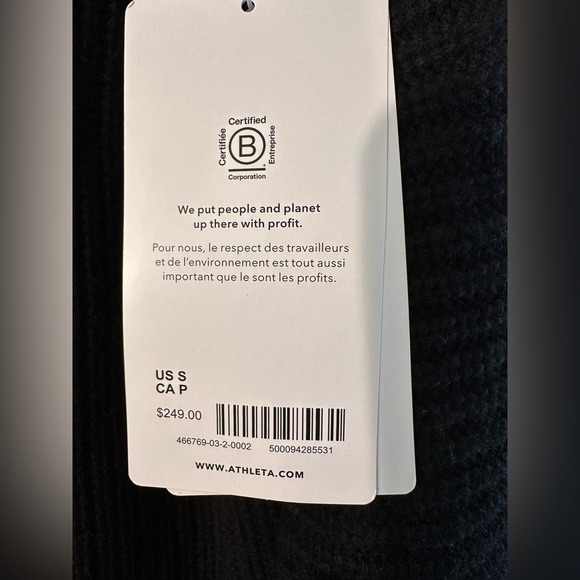 Certified
Certifiée
B
Entreprise
Corporation
We put people and planet
up there with profit.
Pour nous, le respect des travailleurs
et de l'environnement est tout aussi
important que le sont les profits.
US S
CA P
$249.00
466769-03-2-0002 500094285531
WWW.ATHLETA.COM